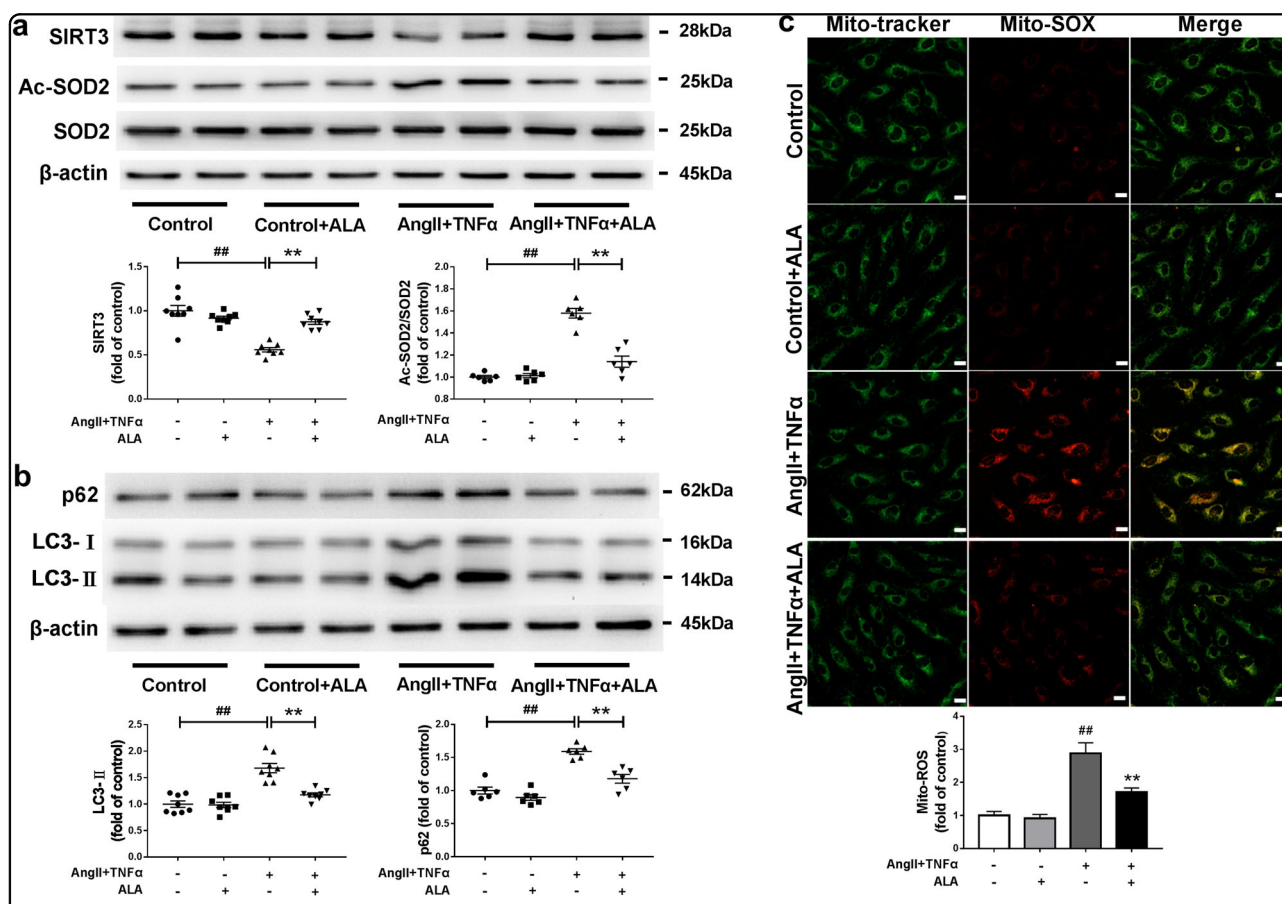 a
SIRT3
28kDa
Ac-SOD2
25kDa
SOD2
25kDa
β-actin
45kDa
Control Control+ALA AngII+TNFα AngII+TNFα+ALA
## **
SIRT3
(fold of control)
1.5
1.0
0.5
0.0
AngII+TNFα - - + +
ALA - + - +
## **
Ac-SOD2/SOD2
(fold of control)
2.0
1.8
1.6
1.4
1.2
1.0
0.8
AngII+TNFα - - + +
ALA - + - +
b
p62
62kDa
LC3-Ⅰ
16kDa
LC3-Ⅱ
14kDa
β-actin
45kDa
Control Control+ALA AngII+TNFα AngII+TNFα+ALA
## **
LC3-Ⅱ
(fold of control)
2.5
2.0
1.5
1.0
0.5
0.0
AngII+TNFα - - + +
ALA - + - +
## **
p62 (fold of control)
2.0
1.5
1.0
0.5
0.0
AngII+TNFα - - + +
ALA - + - +
c
Mito-tracker Mito-SOX Merge
Control
Control+ALA
AngII+TNFα
AngII+TNFα+ALA
Mito-ROS
(fold of control)
4
3
2
1
0
##
**
AngII+TNFα - - + +
ALA - + - +